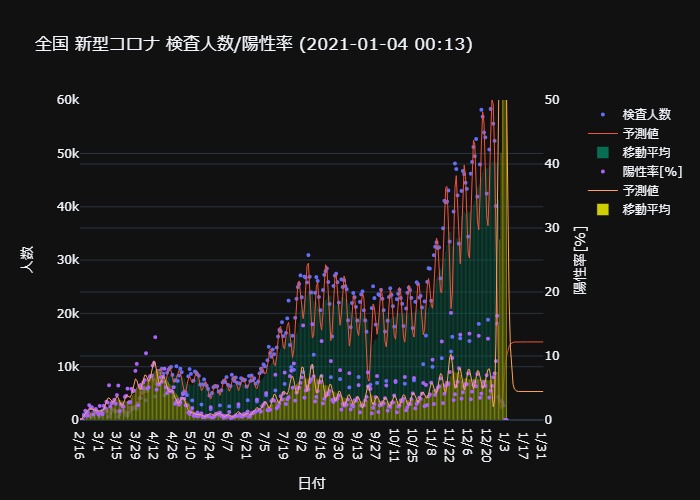 全国 新型コロナ 検査人数/陽性率 (2021-01-04 00:13)
60k
50k
40k
30k
20k
10k
0
人数
50
40
30
20
10
0
陽性率[%]
検査人数
予測値
移動平均
陽性率[%]
予測値
移動平均
2/16
3/1
3/15
3/29
4/12
4/26
5/10
5/24
6/7
6/21
7/5
7/19
8/2
8/16
8/30
9/13
9/27
10/11
10/25
11/8
11/22
12/6
12/20
1/3
1/17
1/31
日付